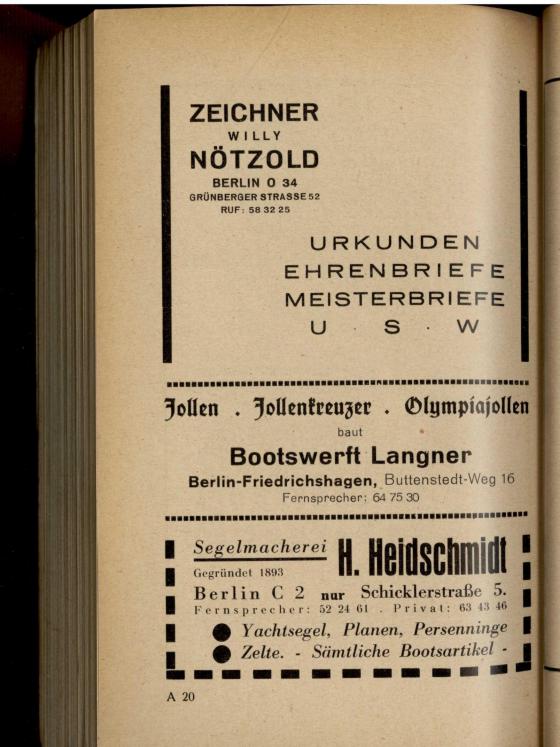 ZEICHNER
WILLY
NÖTZOLD
BERLIN O 34
GRÜNBERGER STRASSE 52
RUF: 58 32 25
URKUNDEN
EHRENBRIEFE
MEISTERBRIEFE
U . S . W
Jollen . Jollenkreuzer . Olympiajollen
baut
Bootswerft Langner
Berlin-Friedrichshagen, Buttenstedt-Weg 16
Fernsprecher: 64 75 30
Segelmacherei H. Heidschmidt
Gegründet 1893
Berlin C 2 nur Schicklerstraße 5.
Fernsprecher: 52 24 61 . Privat: 63 43 46
Yachtsegel, Planen, Persenninge
Zelte. - Sämtliche Bootsartikel -
A 20